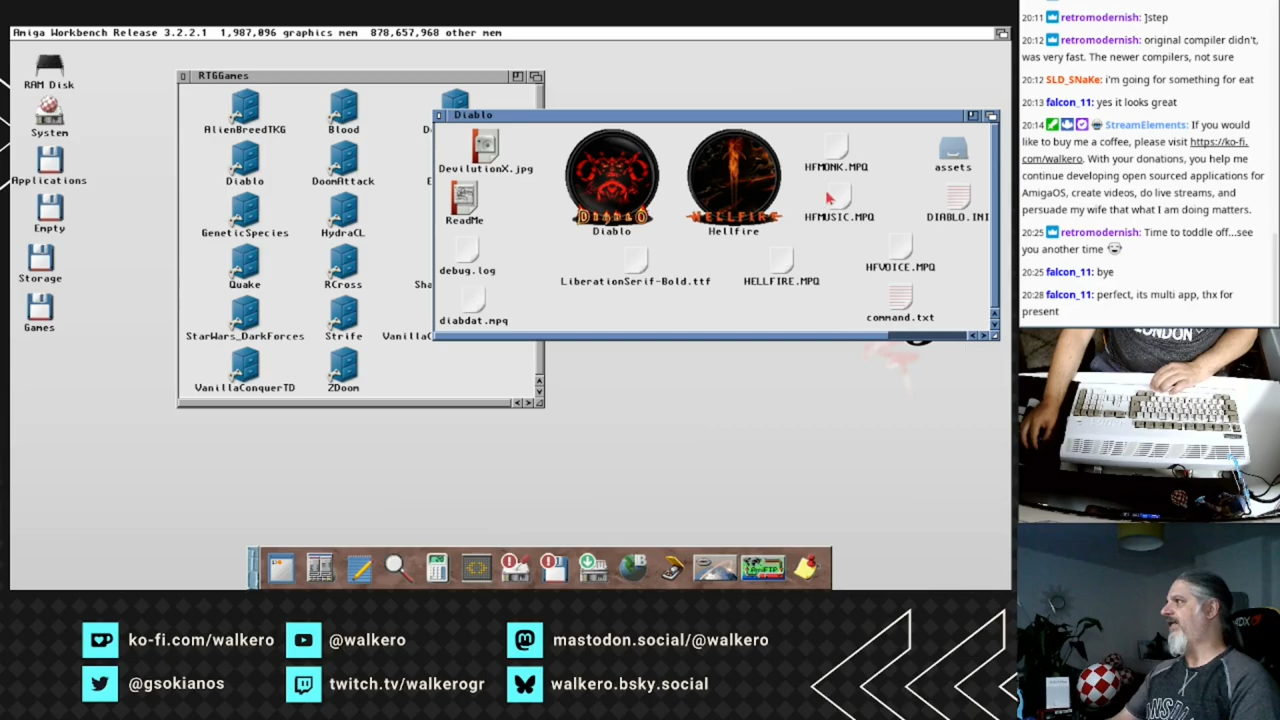 Amiga Workbench Release 3.2.2.1 1,987,096 graphics mem 878,657,968 other mem
RAM Disk
System
Applications
Empty
Storage
Games
RTGGames
AlienBreedTKG
Blood
Diablo
DoomAttack
GeneticSpecies
HydraCL
Quake
RCross
StarWars_DarkForces
Strife
VanillaConquerTD
ZDoom
Diablo
DevilutionX.jpg
ReadMe
debug.log
diabdat.mpq
DIABLO
Diablo
HELLFIRE
Hellfire
LiberationSerif-Bold.ttf
HELLFIRE.MPQ
HFMONK.MPQ
HFMUSIC.MPQ
HFVOICE.MPQ
command.txt
assets
DIABLO.INI
20:11 retromodernish: ]step
20:12 retromodernish: original compiler didn't,
was very fast. The newer compilers, not sure
20:12 SLD_SNaKe: i'm going for something for eat
20:13 falcon_11: yes it looks great
20:14 StreamElements: If you would
like to buy me a coffee, please visit https://ko-fi.
com/walkero. With your donations, you help me
continue developing open sourced applications for
AmigaOS, create videos, do live streams, and
persuade my wife that what I am doing matters.
20:25 retromodernish: Time to toddle off...see
you another time
20:25 falcon_11: bye
20:28 falcon_11: perfect, its multi app, thx for
present
LONDON
ko-fi.com/walkero
@walkero
mastodon.social/@walkero
@gsokianos
twitch.tv/walkerogr
walkero.bsky.social